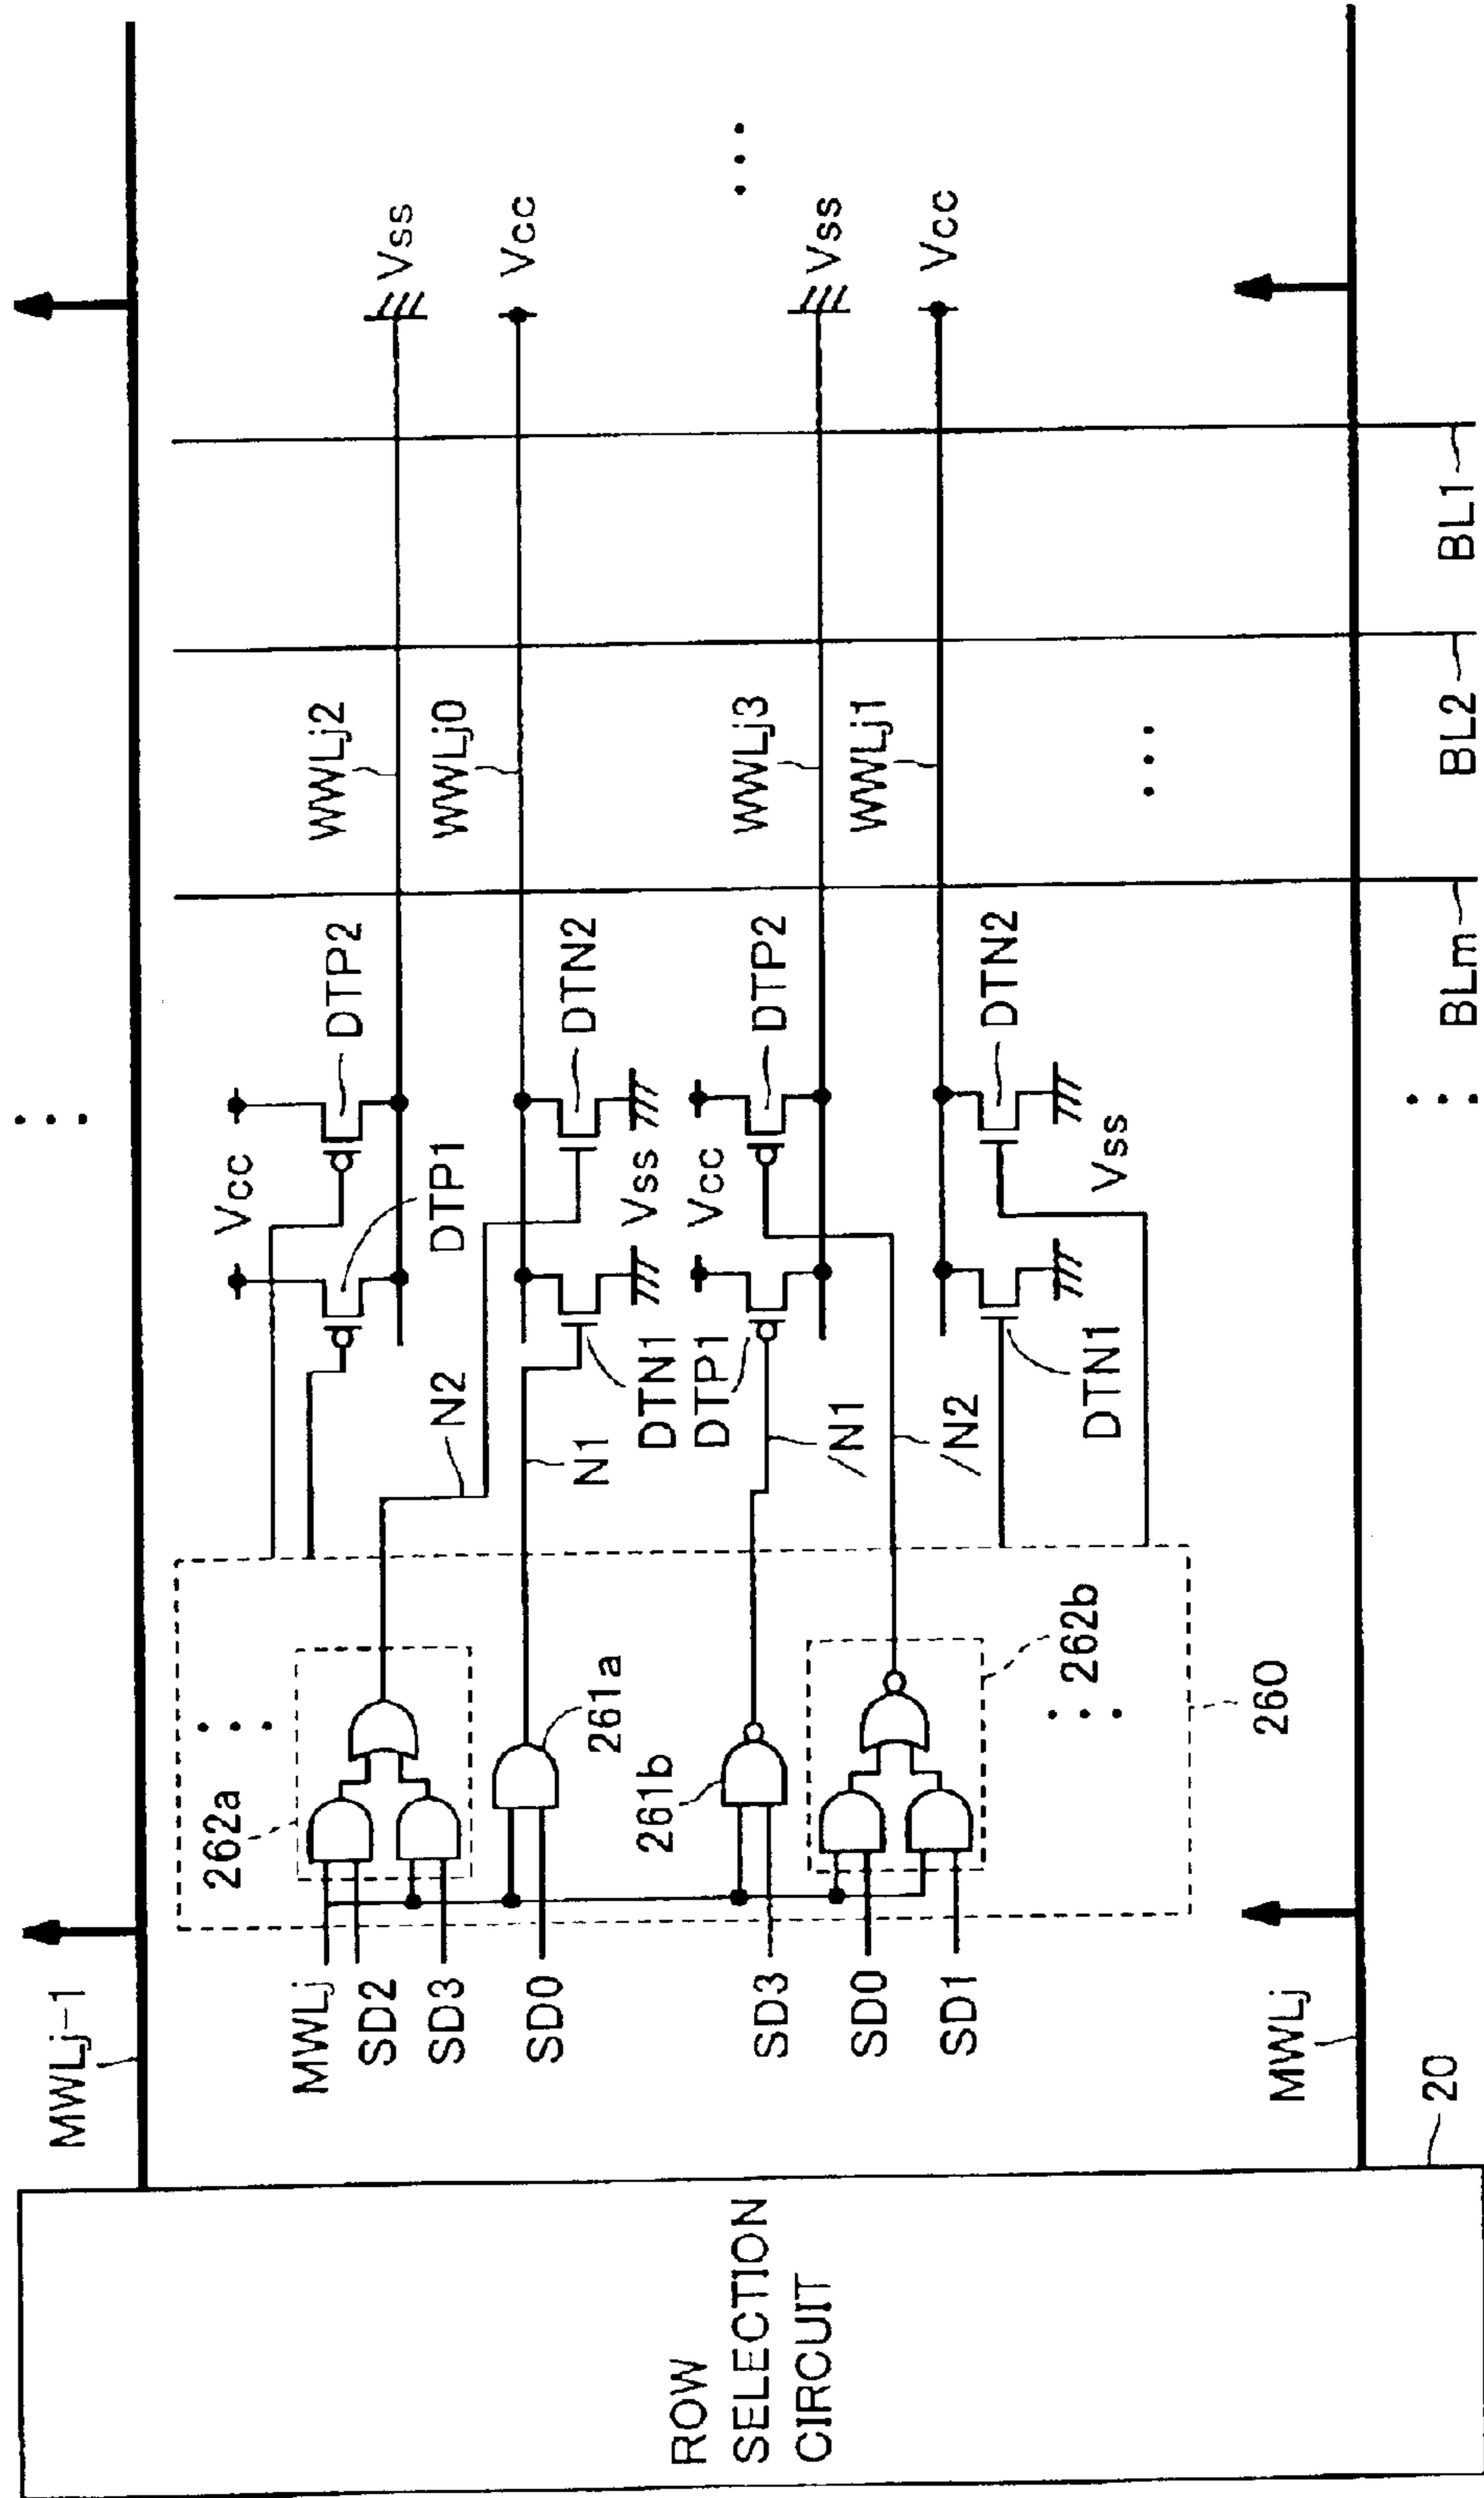 MWLj-1
MWLj
SD2
SD3
SD0
SD3
SD0
SD1
MWLj
20
ROW
SELECTION
CIRCUIT
262a
261a
261b
262b
260
N2
N1
/N1
/N2
Vcc
DTP1
DTP2
DTN1
DTN2
Vss
Vcc
DTP1
DTP2
DTN1
DTN2
Vss
WWLj2
WWLj0
WWLj3
WWLj1
Vss
Vcc
Vss
Vcc
BLm
BL2
BL1